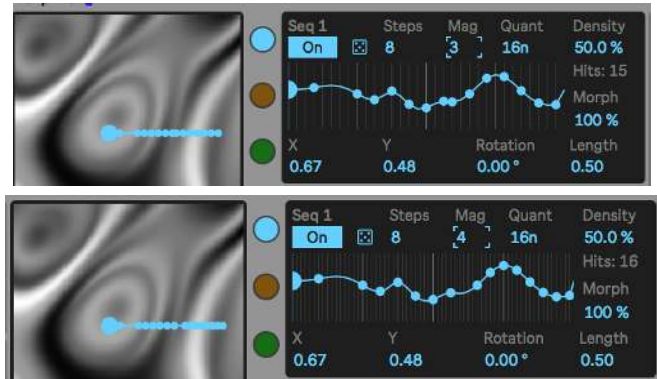 Seq 1 Steps Mag Quant Density
On 8 3 16n 50.0 %
Hits: 15
Morph
100 %
X Y Rotation Length
0.67 0.48 0.00 ° 0.50
Seq 1 Steps Mag Quant Density
On 8 4 16n 50.0 %
Hits: 16
Morph
100 %
X Y Rotation Length
0.67 0.48 0.00 ° 0.50